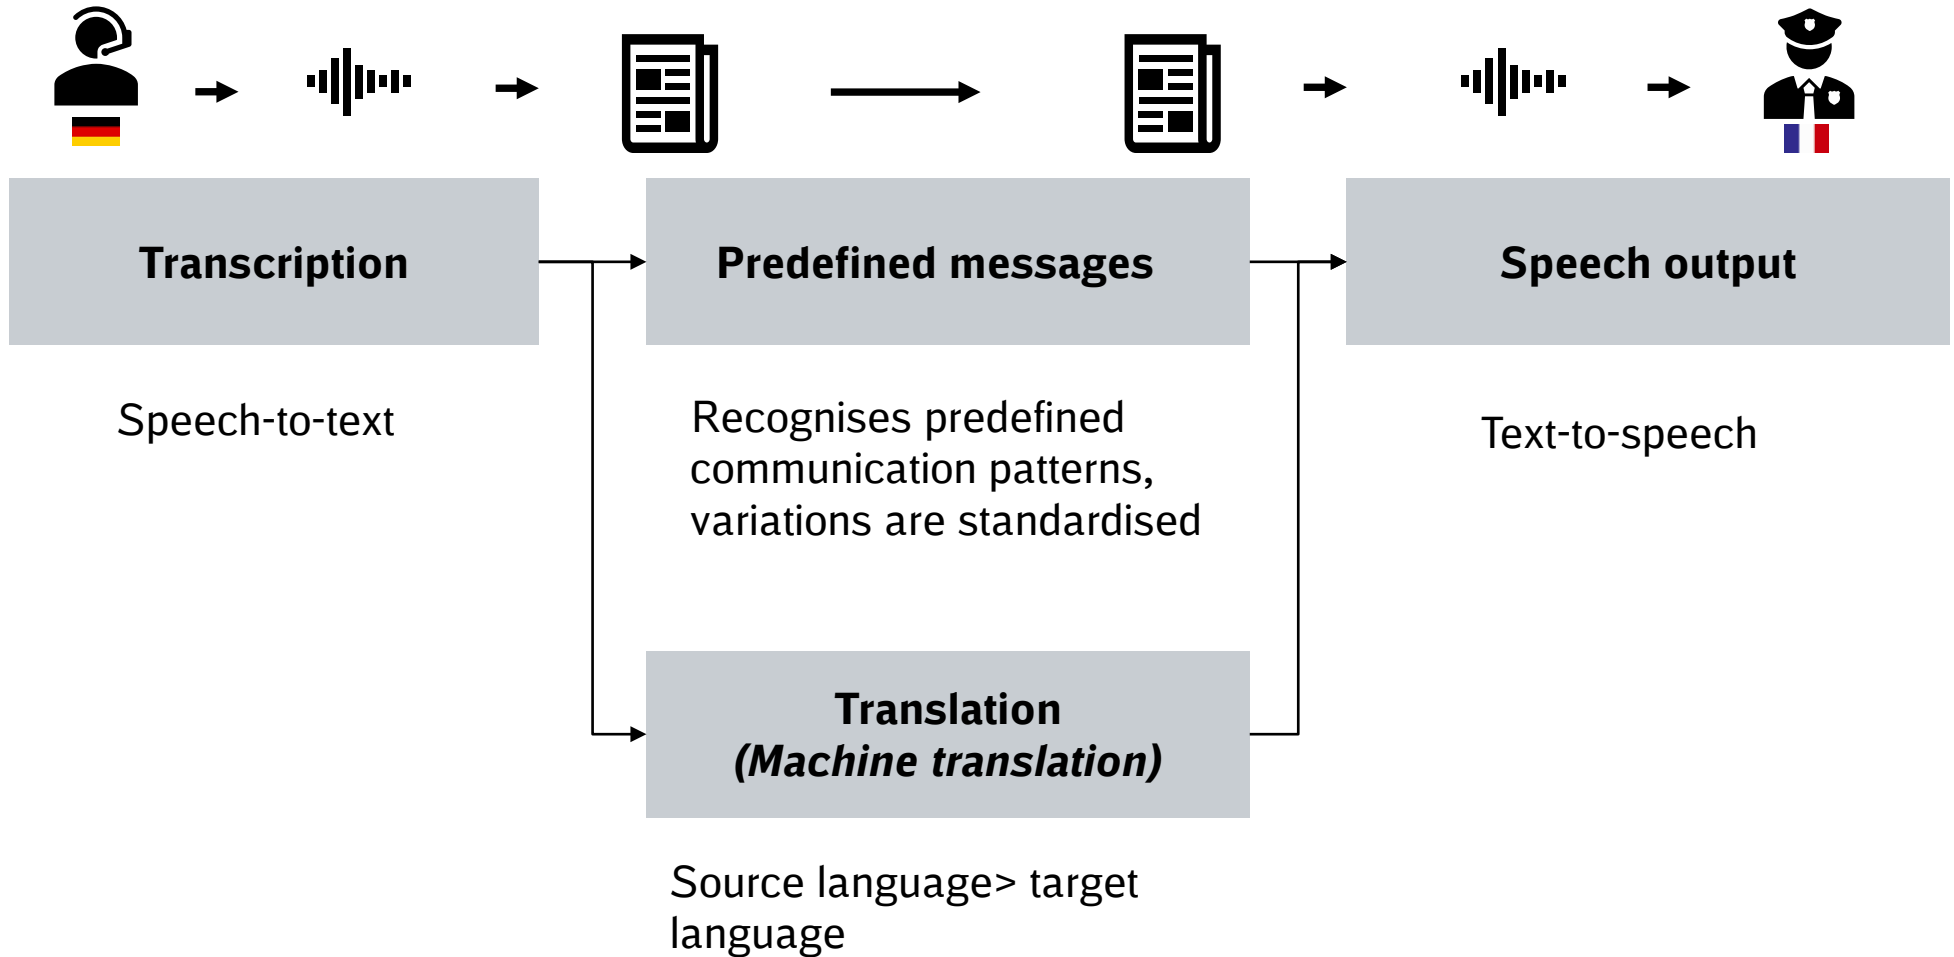 Transcription
Predefined messages
Speech output
Speech-to-text
Recognises predefined
communication patterns,
variations are standardised
Text-to-speech
Translation
(Machine translation)
Source language> target
language